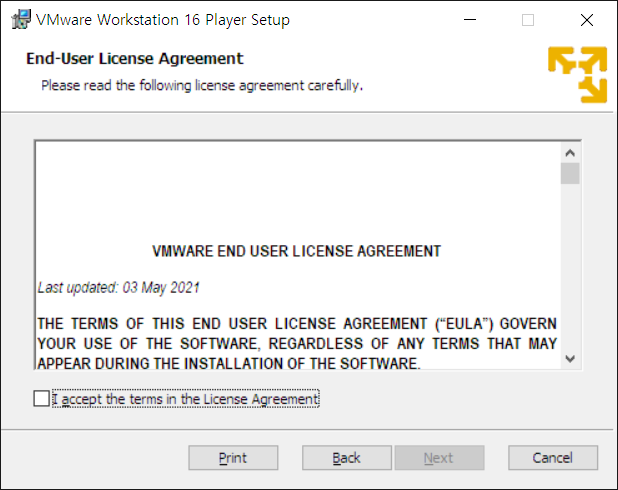 VMware Workstation 16 Player Setup
End-User License Agreement
Please read the following license agreement carefully.
VMWARE END USER LICENSE AGREEMENT
Last updated: 03 May 2021
THE TERMS OF THIS END USER LICENSE AGREEMENT (“EULA”) GOVERN
YOUR USE OF THE SOFTWARE, REGARDLESS OF ANY TERMS THAT MAY
APPEAR DURING THE INSTALLATION OF THE SOFTWARE.
I accept the terms in the License Agreement
Print Back Next Cancel